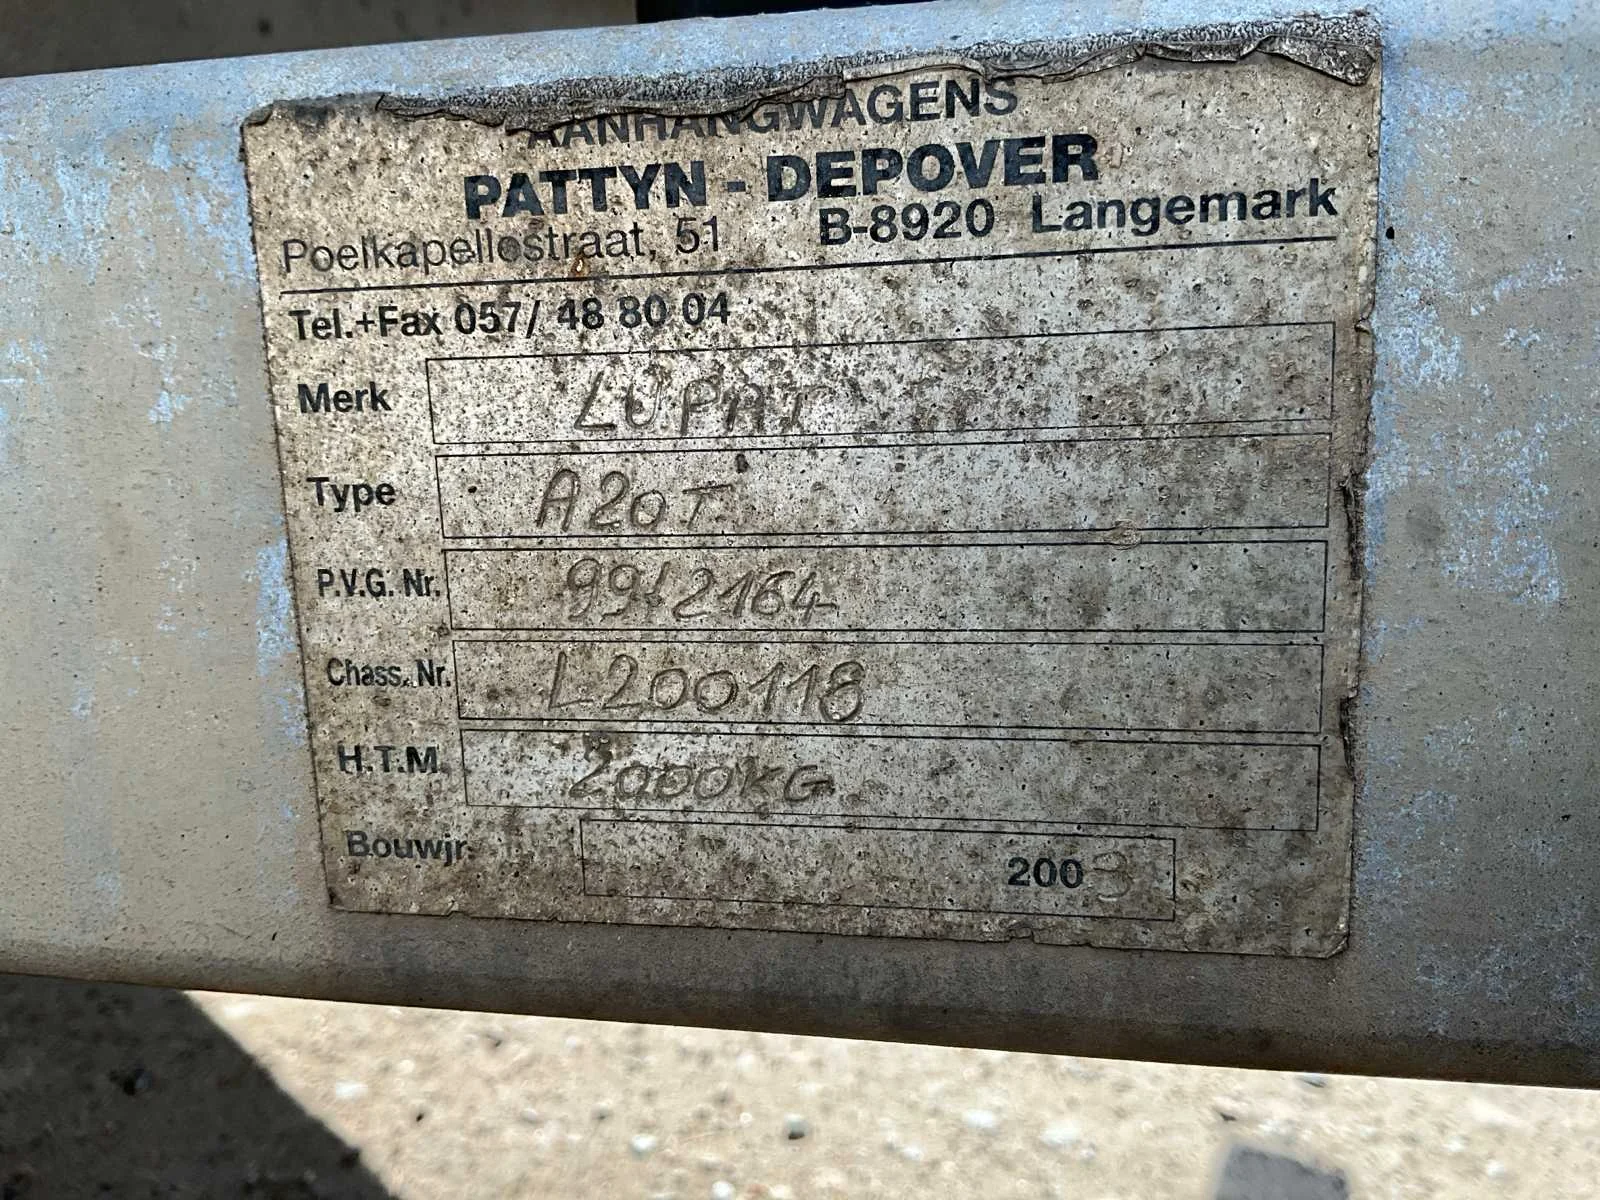 AANHANGWAGENS
PATTYN - DEPOVER
Poelkapellestraat, 51 B-8920 Langemark
Tel.+Fax 057/ 48 80 04
Merk LUPAT
Type A20T
P.V.G. Nr. 99!2164
Chass. Nr. L200118
H.T.M. 2000KG
Bouwjr. 2003